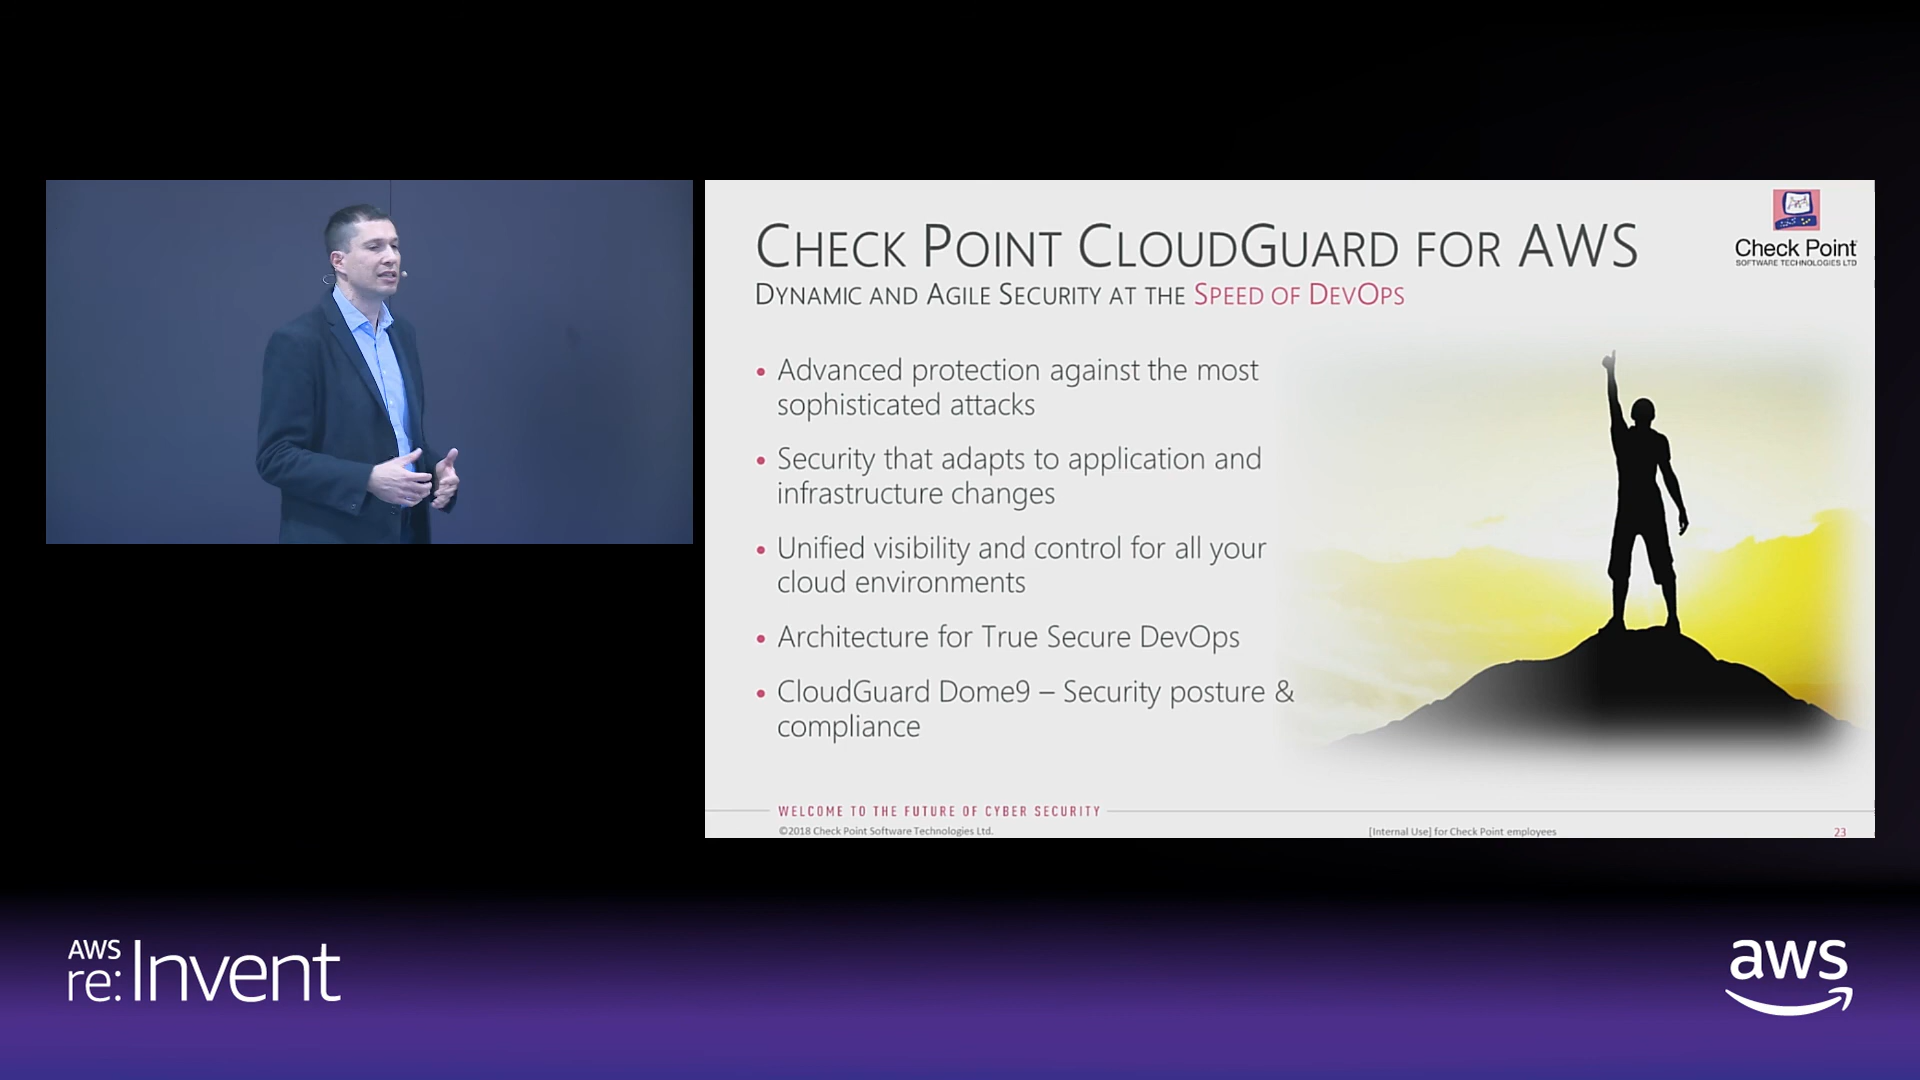 CHECK POINT CLOUDGUARD FOR AWS
DYNAMIC AND AGILE SECURITY AT THE SPEED OF DEVOPS
Check Point
SOFTWARE TECHNOLOGIES LTD
• Advanced protection against the most
sophisticated attacks
• Security that adapts to application and
infrastructure changes
• Unified visibility and control for all your
cloud environments
• Architecture for True Secure DevOps
• CloudGuard Dome9 – Security posture &
compliance
WELCOME TO THE FUTURE OF CYBER SECURITY
©2018 Check Point Software Technologies Ltd.
[Internal Use] for Check Point employees
23
AWS
re:Invent
aws